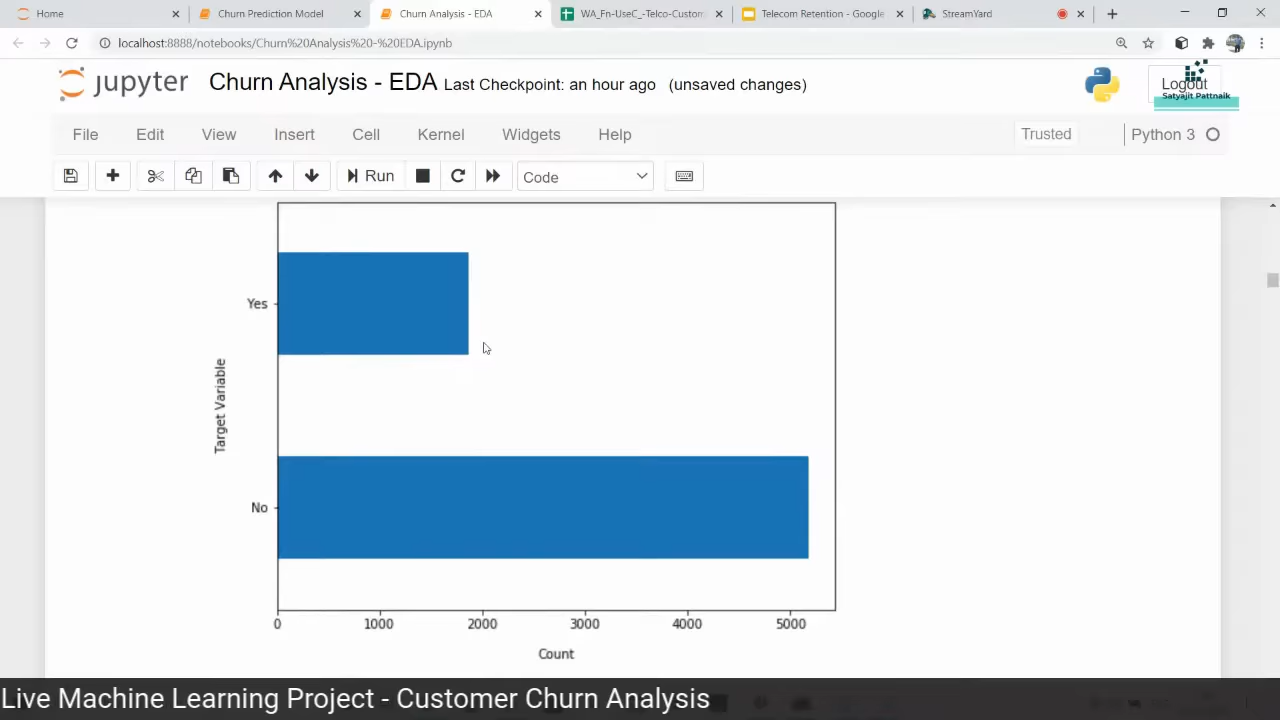 Home
Churn Prediction Model
Churn Analysis - EDA
WA_Fn-UseC_-Telco-Custom
Telecom Retention - Google
StreamYard
localhost:8888/notebooks/Churn%20Analysis%20-%20EDA.ipynb
jupyter Churn Analysis - EDA Last Checkpoint: an hour ago (unsaved changes)
Logout
Satyajit Pattnaik
File Edit View Insert Cell Kernel Widgets Help
Trusted
Python 3
Run
Code
Yes
No
Target Variable
0 1000 2000 3000 4000 5000
Count
Live Machine Learning Project - Customer Churn Analysis